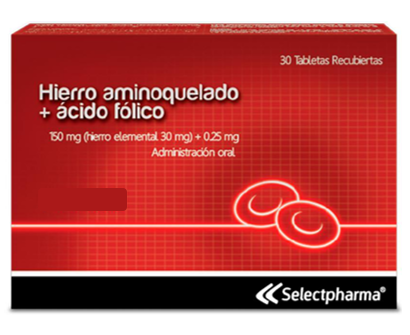 30 Tabletas Recubiertas
Hierro aminoquelado
+ ácido fólico
150 mg (hierro elemental 30 mg) + 0,25 mg
Administración oral
Selectpharma®